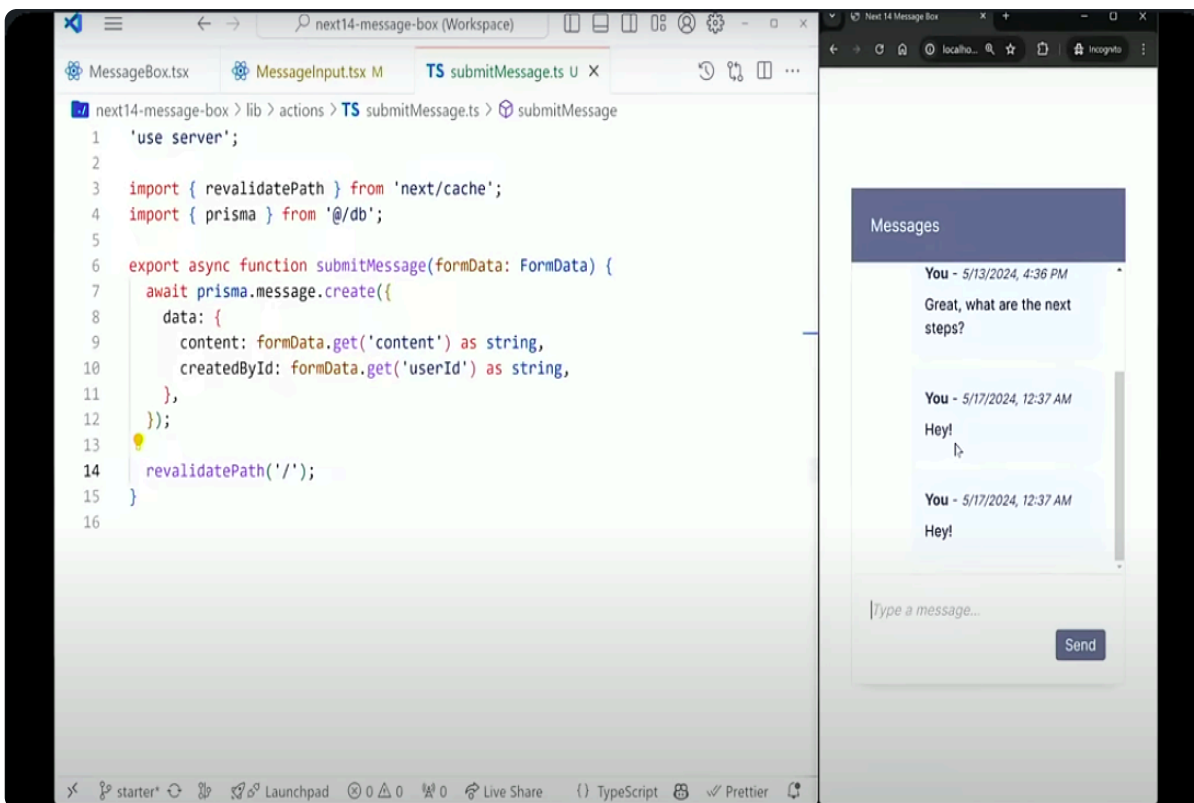 next14-message-box (Workspace)
MessageBox.tsx
MessageInput.tsx M
TS submitMessage.ts U
next14-message-box > lib > actions > TS submitMessage.ts > submitMessage
1 'use server';
2
3 import { revalidatePath } from 'next/cache';
4 import { prisma } from '@/db';
5
6 export async function submitMessage(formData: FormData) {
7 await prisma.message.create({
8 data: {
9 content: formData.get('content') as string,
10 createdById: formData.get('userId') as string,
11 },
12 });
13
14 revalidatePath('/');
15 }
16
starter* Launchpad 0 0 0 Live Share {} TypeScript Prettier
Next 14 Message Box
localho... Incognito
Messages
You - 5/13/2024, 4:36 PM
Great, what are the next
steps?
You - 5/17/2024, 12:37 AM
Hey!
You - 5/17/2024, 12:37 AM
Hey!
Type a message...
Send